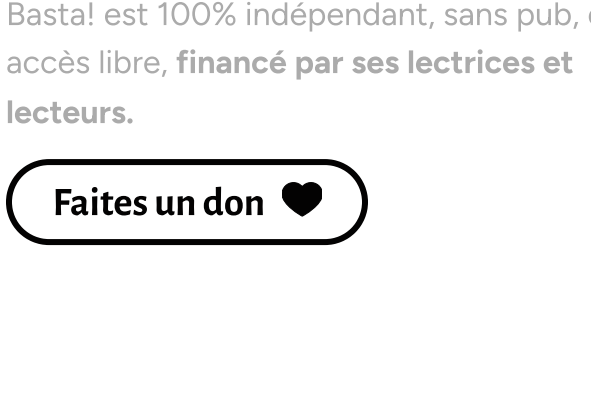 Basta! est 100% indépendant, sans pub,
accès libre, financé par ses lectrices et
lecteurs.
Faites un don